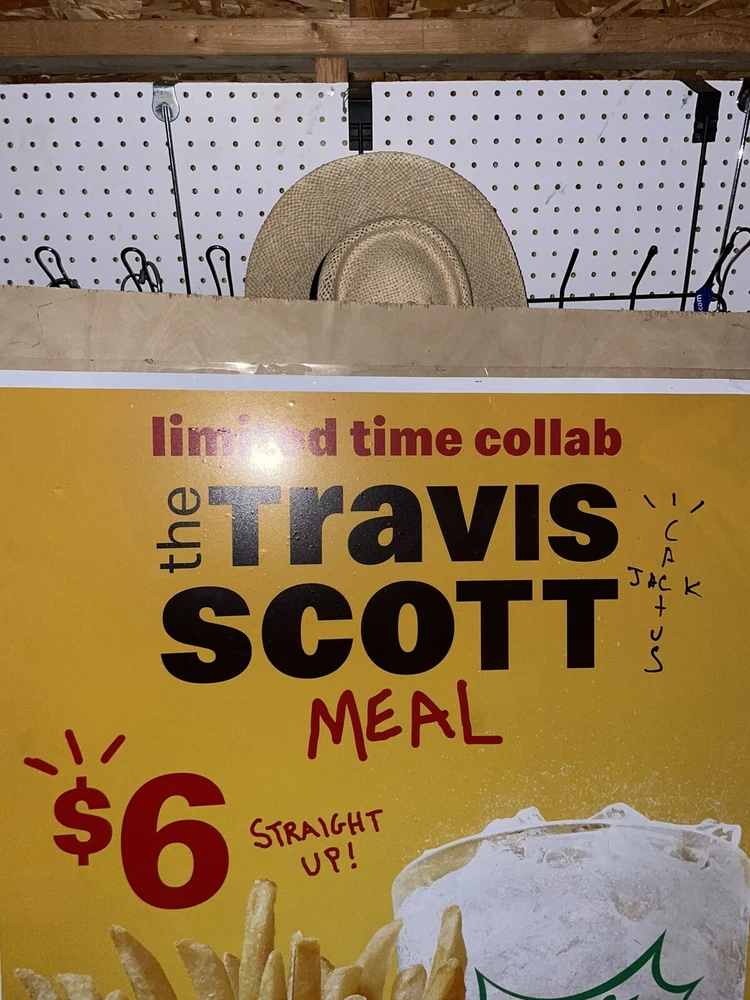 limited time collab
the Travis
SCOTT
CACTUS
JACK
MEAL
$6
STRAIGHT
UP!